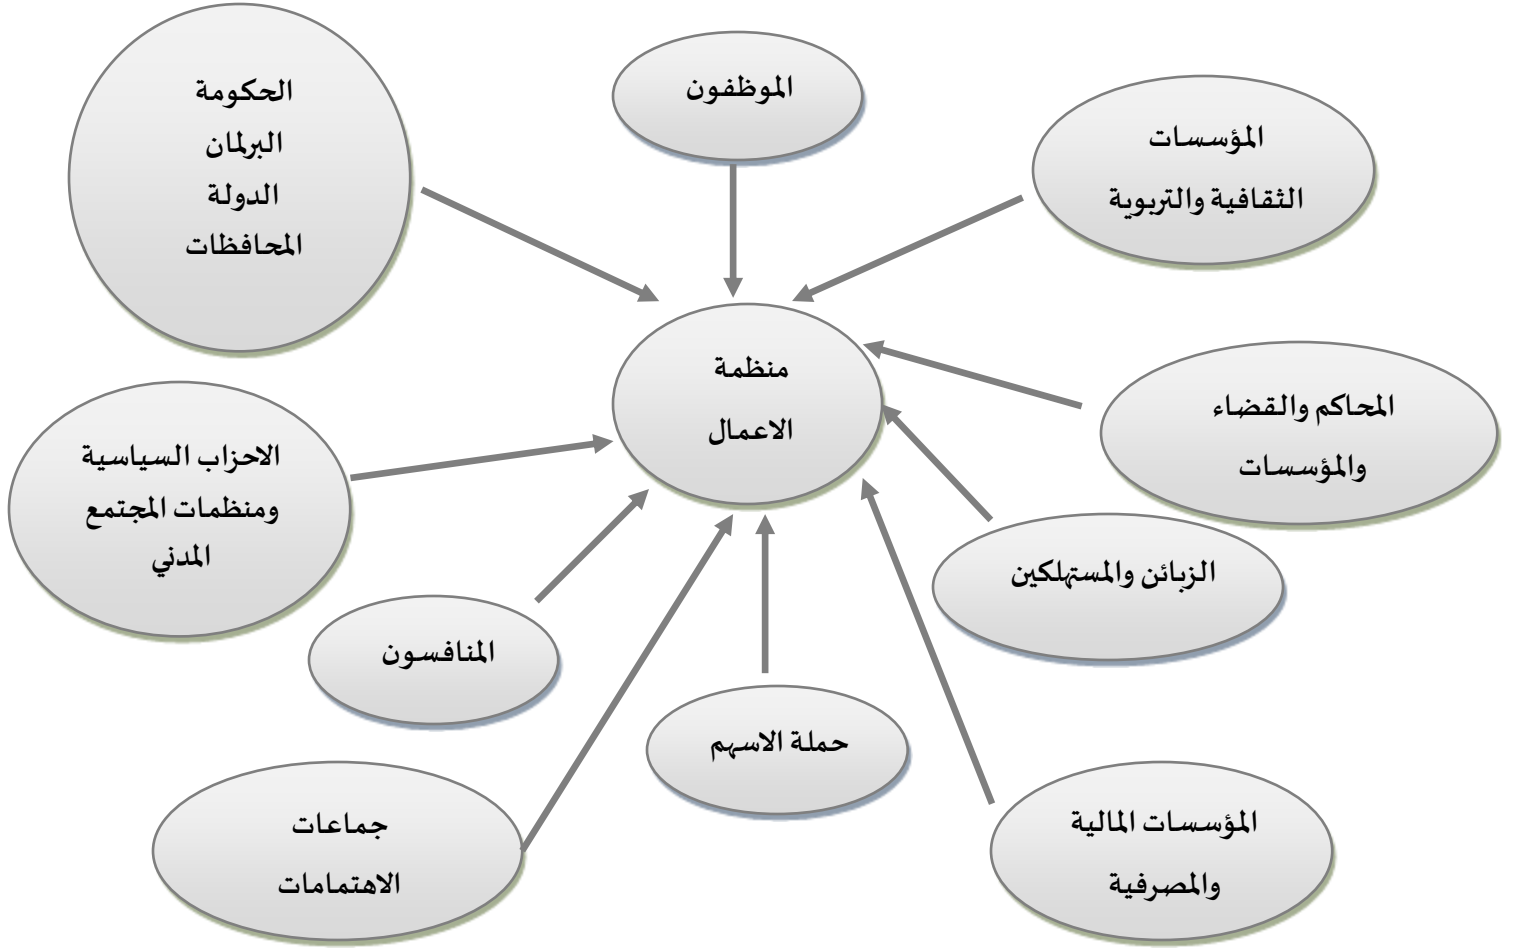 الحكومة
البرلمان
الدولة
المحافظات
الموظفون
المؤسسات
الثقافية والتربوية
منظمة
الاعمال
المحاكم والقضاء
والمؤسسات
الاحزاب السياسية
ومنظمات المجتمع
المدني
الزبائن والمستهلكين
المنافسون
حملة الاسهم
جماعات
الاهتمامات
المؤسسات المالية
والمصرفية